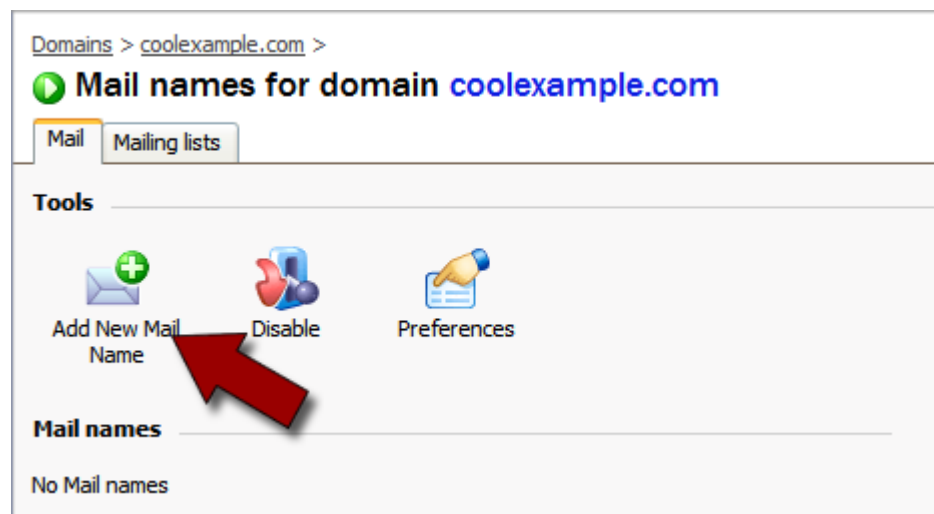 Domains > coolexample.com >
Mail names for domain coolexample.com
Mail Mailing lists
Tools
Add New Mail Disable Preferences
Name
Mail names
No Mail names